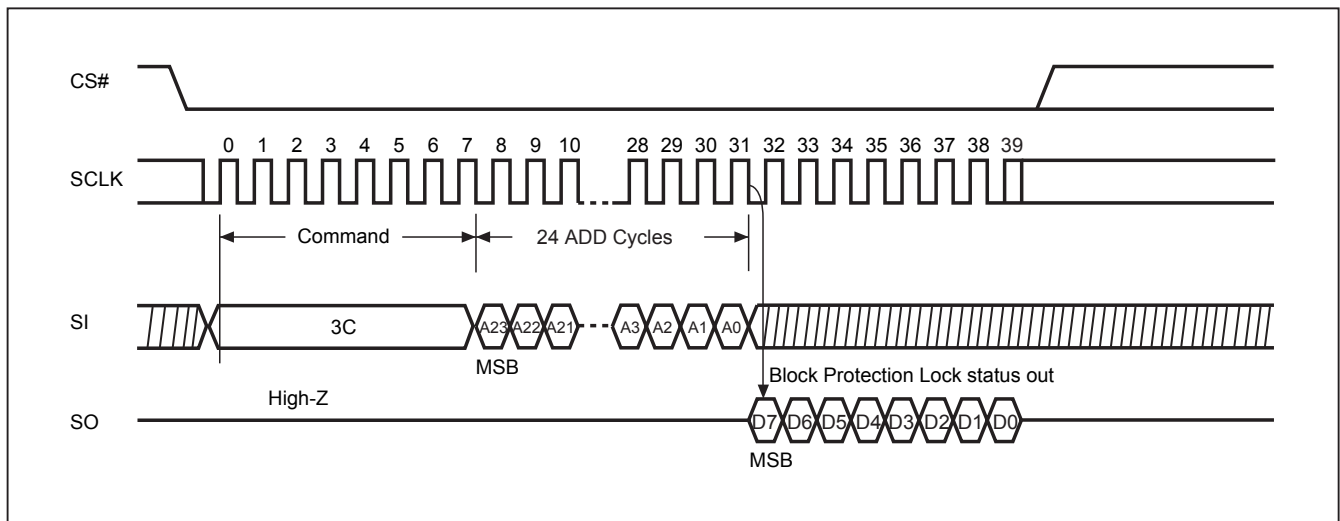 CS#
0 1 2 3 4 5 6 7 8 9 10 28 29 30 31 32 33 34 35 36 37 38 39
SCLK
Command
24 ADD Cycles
SI
3C
A23 A22 A21 A3 A2 A1 A0
MSB
Block Protection Lock status out
High-Z
SO
D7 D6 D5 D4 D3 D2 D1 D0
MSB